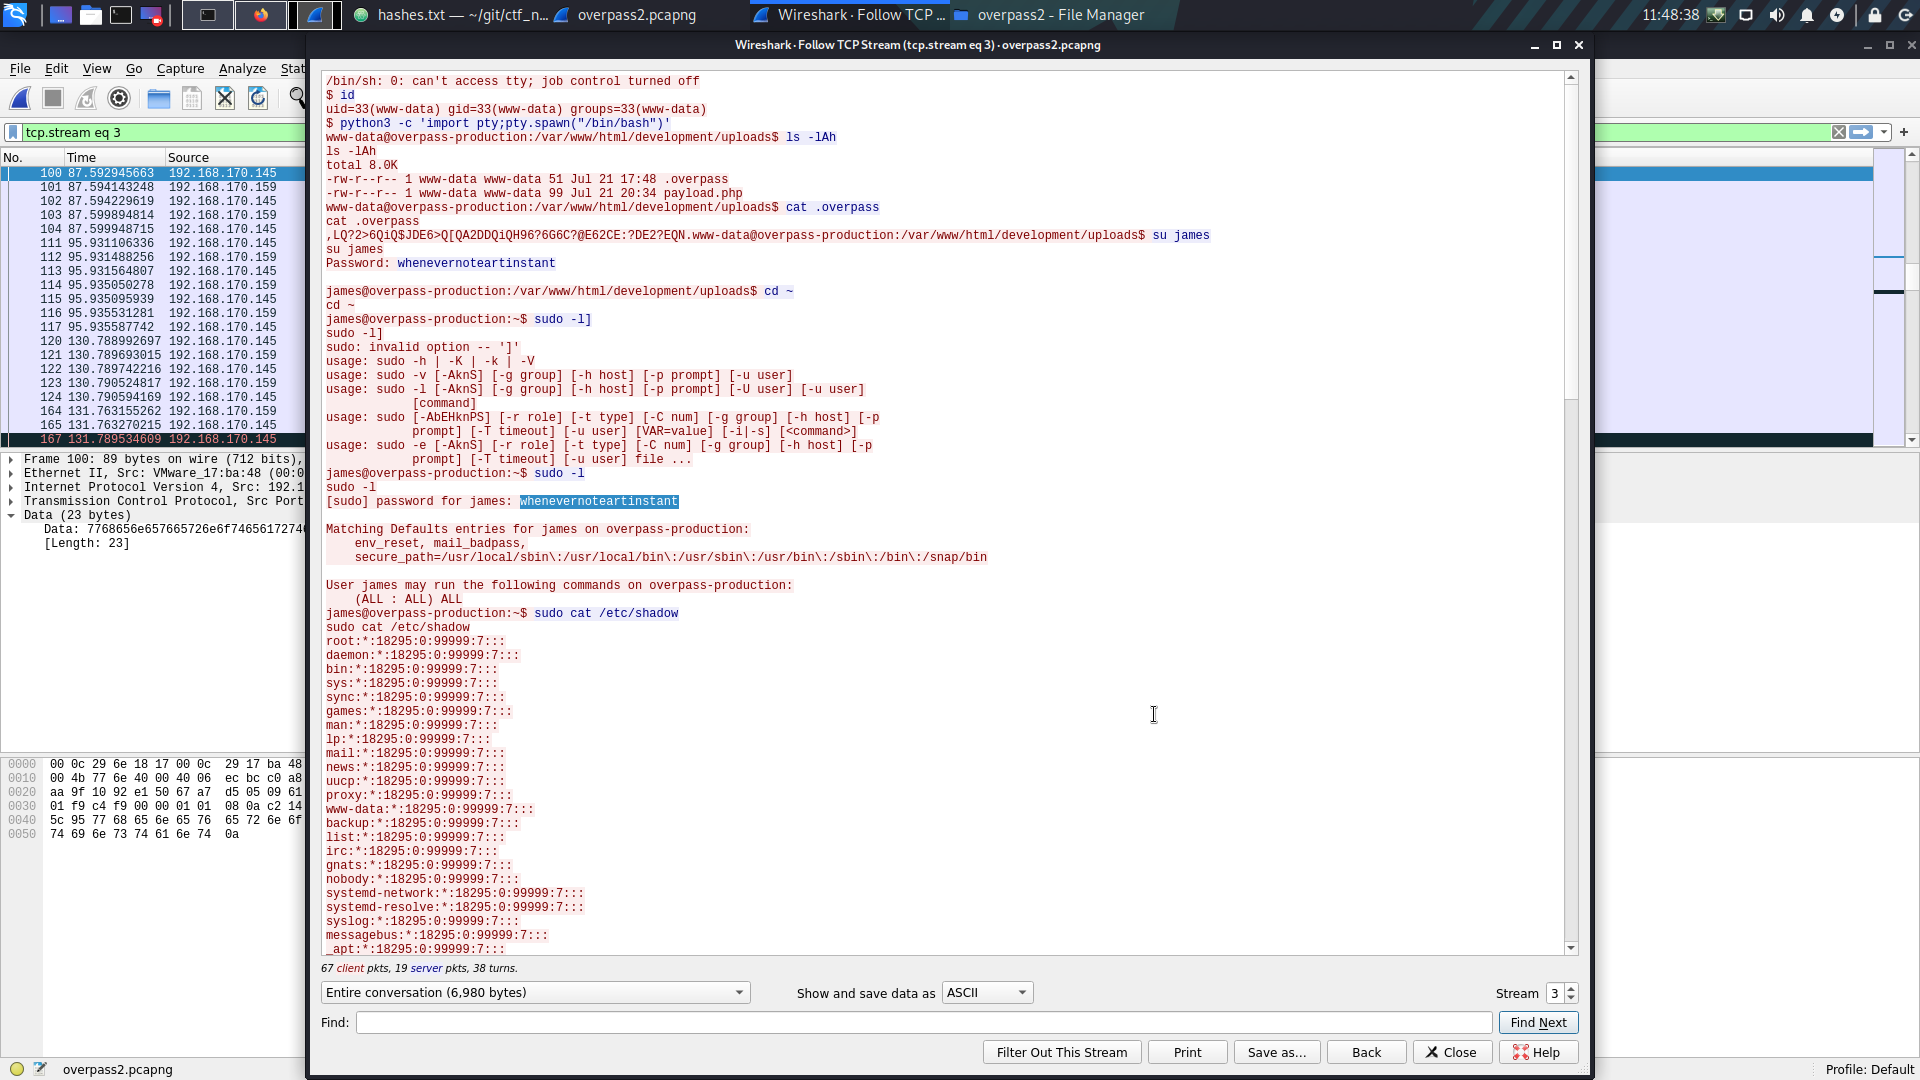 hashes.txt — ~/git/ctf_n...
overpass2.pcapng
Wireshark · Follow TCP ...
overpass2 - File Manager
11:48:38
Wireshark · Follow TCP Stream (tcp.stream eq 3) · overpass2.pcapng
File Edit View Go Capture Analyze Stat
tcp.stream eq 3
No. Time Source
100 87.592945663 192.168.170.145
101 87.594143248 192.168.170.159
102 87.594229619 192.168.170.145
103 87.599894814 192.168.170.159
104 87.599948715 192.168.170.145
111 95.931106336 192.168.170.145
112 95.931488256 192.168.170.159
113 95.931564807 192.168.170.145
114 95.935050278 192.168.170.159
115 95.935095939 192.168.170.145
116 95.935531281 192.168.170.159
117 95.935587742 192.168.170.145
120 130.788992697 192.168.170.145
121 130.789693015 192.168.170.159
122 130.789742216 192.168.170.145
123 130.790524817 192.168.170.159
124 130.790594169 192.168.170.145
164 131.763155262 192.168.170.159
165 131.763270215 192.168.170.145
167 131.789534609 192.168.170.145
Frame 100: 89 bytes on wire (712 bits),
Ethernet II, Src: VMware_17:ba:48 (00:0
Internet Protocol Version 4, Src: 192.1
Transmission Control Protocol, Src Port
Data (23 bytes)
Data: 7768656e657665726e6f7465617274
[Length: 23]
0000 00 0c 29 6e 18 17 00 0c 29 17 ba 48
0010 00 4b 77 6e 40 00 40 06 ec bc c0 a8
0020 aa 9f 10 92 e1 50 67 a7 d5 05 09 61
0030 01 f9 c4 f9 00 00 01 01 08 0a c2 14
0040 5c 95 77 68 65 6e 65 76 65 72 6e 6f
0050 74 69 6e 73 74 61 6e 74 0a
/bin/sh: 0: can't access tty; job control turned off
$ id
uid=33(www-data) gid=33(www-data) groups=33(www-data)
$ python3 -c 'import pty;pty.spawn("/bin/bash")'
www-data@overpass-production:/var/www/html/development/uploads$ ls -lAh
ls -lAh
total 8.0K
-rw-r--r-- 1 www-data www-data 51 Jul 21 17:48 .overpass
-rw-r--r-- 1 www-data www-data 99 Jul 21 20:34 payload.php
www-data@overpass-production:/var/www/html/development/uploads$ cat .overpass
cat .overpass
,LQ?2>6QiQ$JDE6>Q[QA2DDQiQH96?6G6C?@E62CE:?DE2?EQN.www-data@overpass-production:/var/www/html/development/uploads$ su james
su james
Password: whenevernoteartinstant
james@overpass-production:/var/www/html/development/uploads$ cd ~
cd ~
james@overpass-production:~$ sudo -l]
sudo -l]
sudo: invalid option -- ']'
usage: sudo -h | -K | -k | -V
usage: sudo -v [-AknS] [-g group] [-h host] [-p prompt] [-u user]
usage: sudo -l [-AknS] [-g group] [-h host] [-p prompt] [-U user] [-u user]
[command]
usage: sudo [-AbEHknPS] [-r role] [-t type] [-C num] [-g group] [-h host] [-p
prompt] [-T timeout] [-u user] [VAR=value] [-i|-s] [<command>]
usage: sudo -e [-AknS] [-r role] [-t type] [-C num] [-g group] [-h host] [-p
prompt] [-T timeout] [-u user] file ...
james@overpass-production:~$ sudo -l
sudo -l
[sudo] password for james: whenevernoteartinstant
Matching Defaults entries for james on overpass-production:
env_reset, mail_badpass,
secure_path=/usr/local/sbin\:/usr/local/bin\:/usr/sbin\:/usr/bin\:/sbin\:/bin\:/snap/bin
User james may run the following commands on overpass-production:
(ALL : ALL) ALL
james@overpass-production:~$ sudo cat /etc/shadow
sudo cat /etc/shadow
root:*:18295:0:99999:7:::
daemon:*:18295:0:99999:7:::
bin:*:18295:0:99999:7:::
sys:*:18295:0:99999:7:::
sync:*:18295:0:99999:7:::
games:*:18295:0:99999:7:::
man:*:18295:0:99999:7:::
lp:*:18295:0:99999:7:::
mail:*:18295:0:99999:7:::
news:*:18295:0:99999:7:::
uucp:*:18295:0:99999:7:::
proxy:*:18295:0:99999:7:::
www-data:*:18295:0:99999:7:::
backup:*:18295:0:99999:7:::
list:*:18295:0:99999:7:::
irc:*:18295:0:99999:7:::
gnats:*:18295:0:99999:7:::
nobody:*:18295:0:99999:7:::
systemd-network:*:18295:0:99999:7:::
systemd-resolve:*:18295:0:99999:7:::
syslog:*:18295:0:99999:7:::
messagebus:*:18295:0:99999:7:::
_apt:*:18295:0:99999:7:::
67 client pkts, 19 server pkts, 38 turns.
Entire conversation (6,980 bytes)
Show and save data as ASCII
Stream 3
Find:
Find Next
Filter Out This Stream
Print
Save as...
Back
Close
Help
overpass2.pcapng
Profile: Default